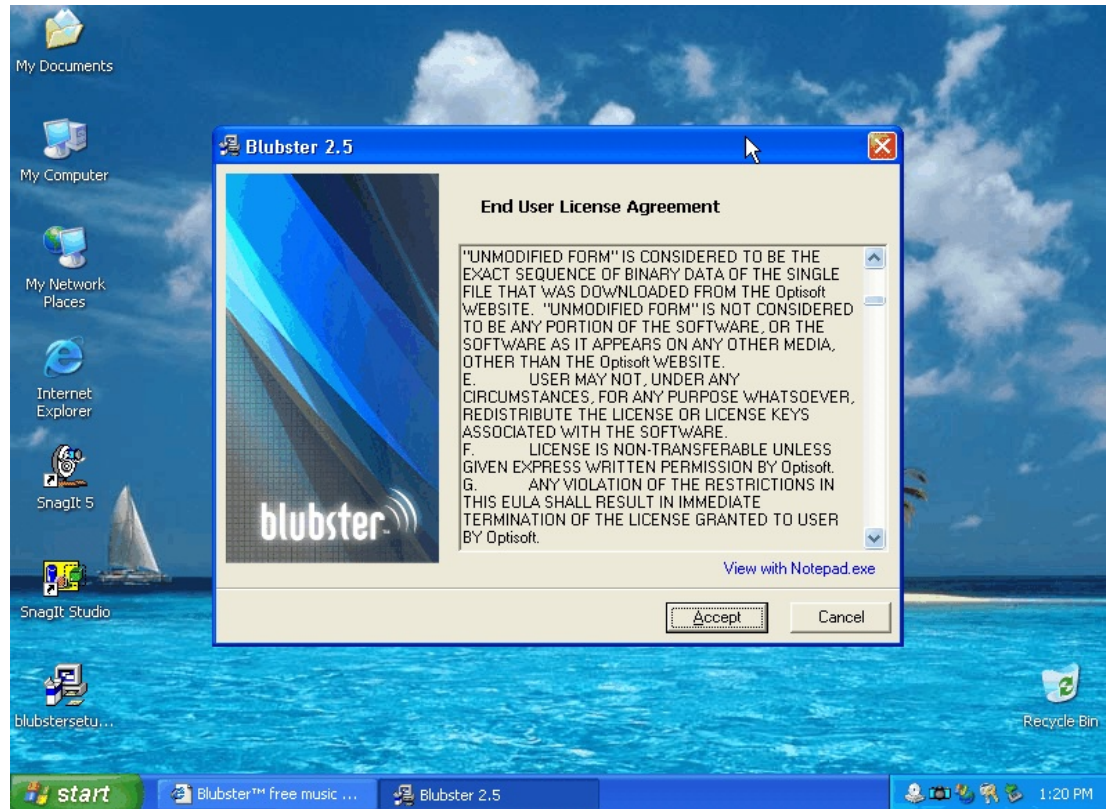 My Documents
My Computer
My Network
Places
Internet
Explorer
SnagIt 5
SnagIt Studio
blubstersetu...
Blubster 2.5
End User License Agreement
"UNMODIFIED FORM" IS CONSIDERED TO BE THE
EXACT SEQUENCE OF BINARY DATA OF THE SINGLE
FILE THAT WAS DOWNLOADED FROM THE Optisoft
WEBSITE.  "UNMODIFIED FORM" IS NOT CONSIDERED
TO BE ANY PORTION OF THE SOFTWARE, OR THE
SOFTWARE AS IT APPEARS ON ANY OTHER MEDIA,
OTHER THAN THE Optisoft WEBSITE.
E. USER MAY NOT, UNDER ANY
CIRCUMSTANCES, FOR ANY PURPOSE WHATSOEVER,
REDISTRIBUTE THE LICENSE OR LICENSE KEYS
ASSOCIATED WITH THE SOFTWARE.
F. LICENSE IS NON-TRANSFERABLE UNLESS
GIVEN EXPRESS WRITTEN PERMISSION BY Optisoft.
G. ANY VIOLATION OF THE RESTRICTIONS IN
THIS EULA SHALL RESULT IN IMMEDIATE
TERMINATION OF THE LICENSE GRANTED TO USER
BY Optisoft.
blubster
View with Notepad.exe
Accept
Cancel
Recycle Bin
start
Blubster™ free music ...
Blubster 2.5
1:20 PM